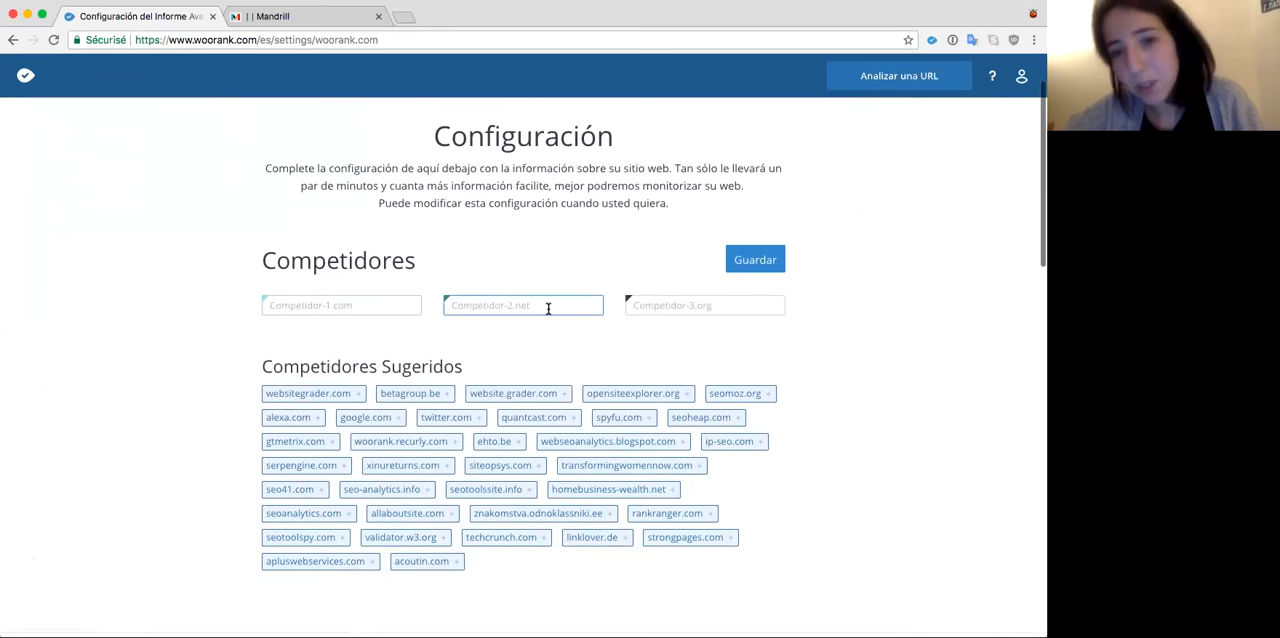 Configuración del Informe Ava
| | Mandrill
Sécurisé https://www.woorank.com/es/settings/woorank.com
Analizar una URL ?
Configuración
Complete la configuración de aquí debajo con la información sobre su sitio web. Tan sólo le llevará un
par de minutos y cuanta más información facilite, mejor podremos monitorizar su web.
Puede modificar esta configuración cuando usted quiera.
Competidores
Guardar
Competidor-1.com Competidor-2.net Competidor-3.org
Competidores Sugeridos
websitegrader.com + betagroup.be + website.grader.com + opensiteexplorer.org + seomoz.org +
alexa.com + google.com + twitter.com + quantcast.com + spyfu.com + seoheap.com +
gtmetrix.com + woorank.recurly.com + ehto.be + webseoanalytics.blogspot.com + ip-seo.com +
serpengine.com + xinureturns.com + siteopsys.com + transformingwomennow.com +
seo41.com + seo-analytics.info + seotoolssite.info + homebusiness-wealth.net +
seoanalytics.com + allaboutsite.com + znakomstva.odnoklassniki.ee + rankranger.com +
seotoolspy.com + validator.w3.org + techcrunch.com + linklover.de + strongpages.com +
apluswebservices.com + acoutin.com +